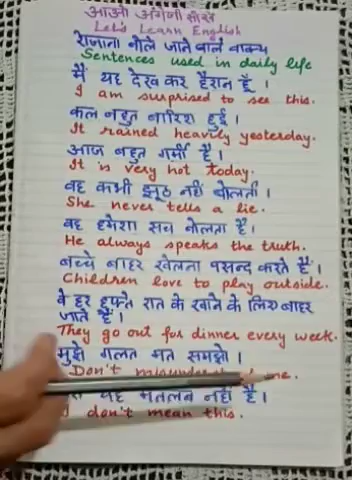 आओ अंग्रेजी सीखें
Let's Learn English
रोजाना बोले जाने वाले वाक्य
Sentences used in daily life
मैं यह देखकर हैरान हूँ ।
I am surprised to see this.
कल बहुत बारिश हुई ।
It rained heavily yesterday.
आज बहुत गर्मी है ।
It is very hot today.
वह कभी झूठ नहीं बोलती ।
She never tells a lie.
वह हमेशा सच बोलता है ।
He always speaks the truth.
बच्चे बाहर खेलना पसन्द करते हैं ।
Children love to play outside.
वे हर हफ्ते रात के खाने के लिए बाहर
जाते हैं ।
They go out for dinner every week.
मुझे गलत मत समझो ।
Don't me.
यह मतलब नहीं है ।
I don't mean this.